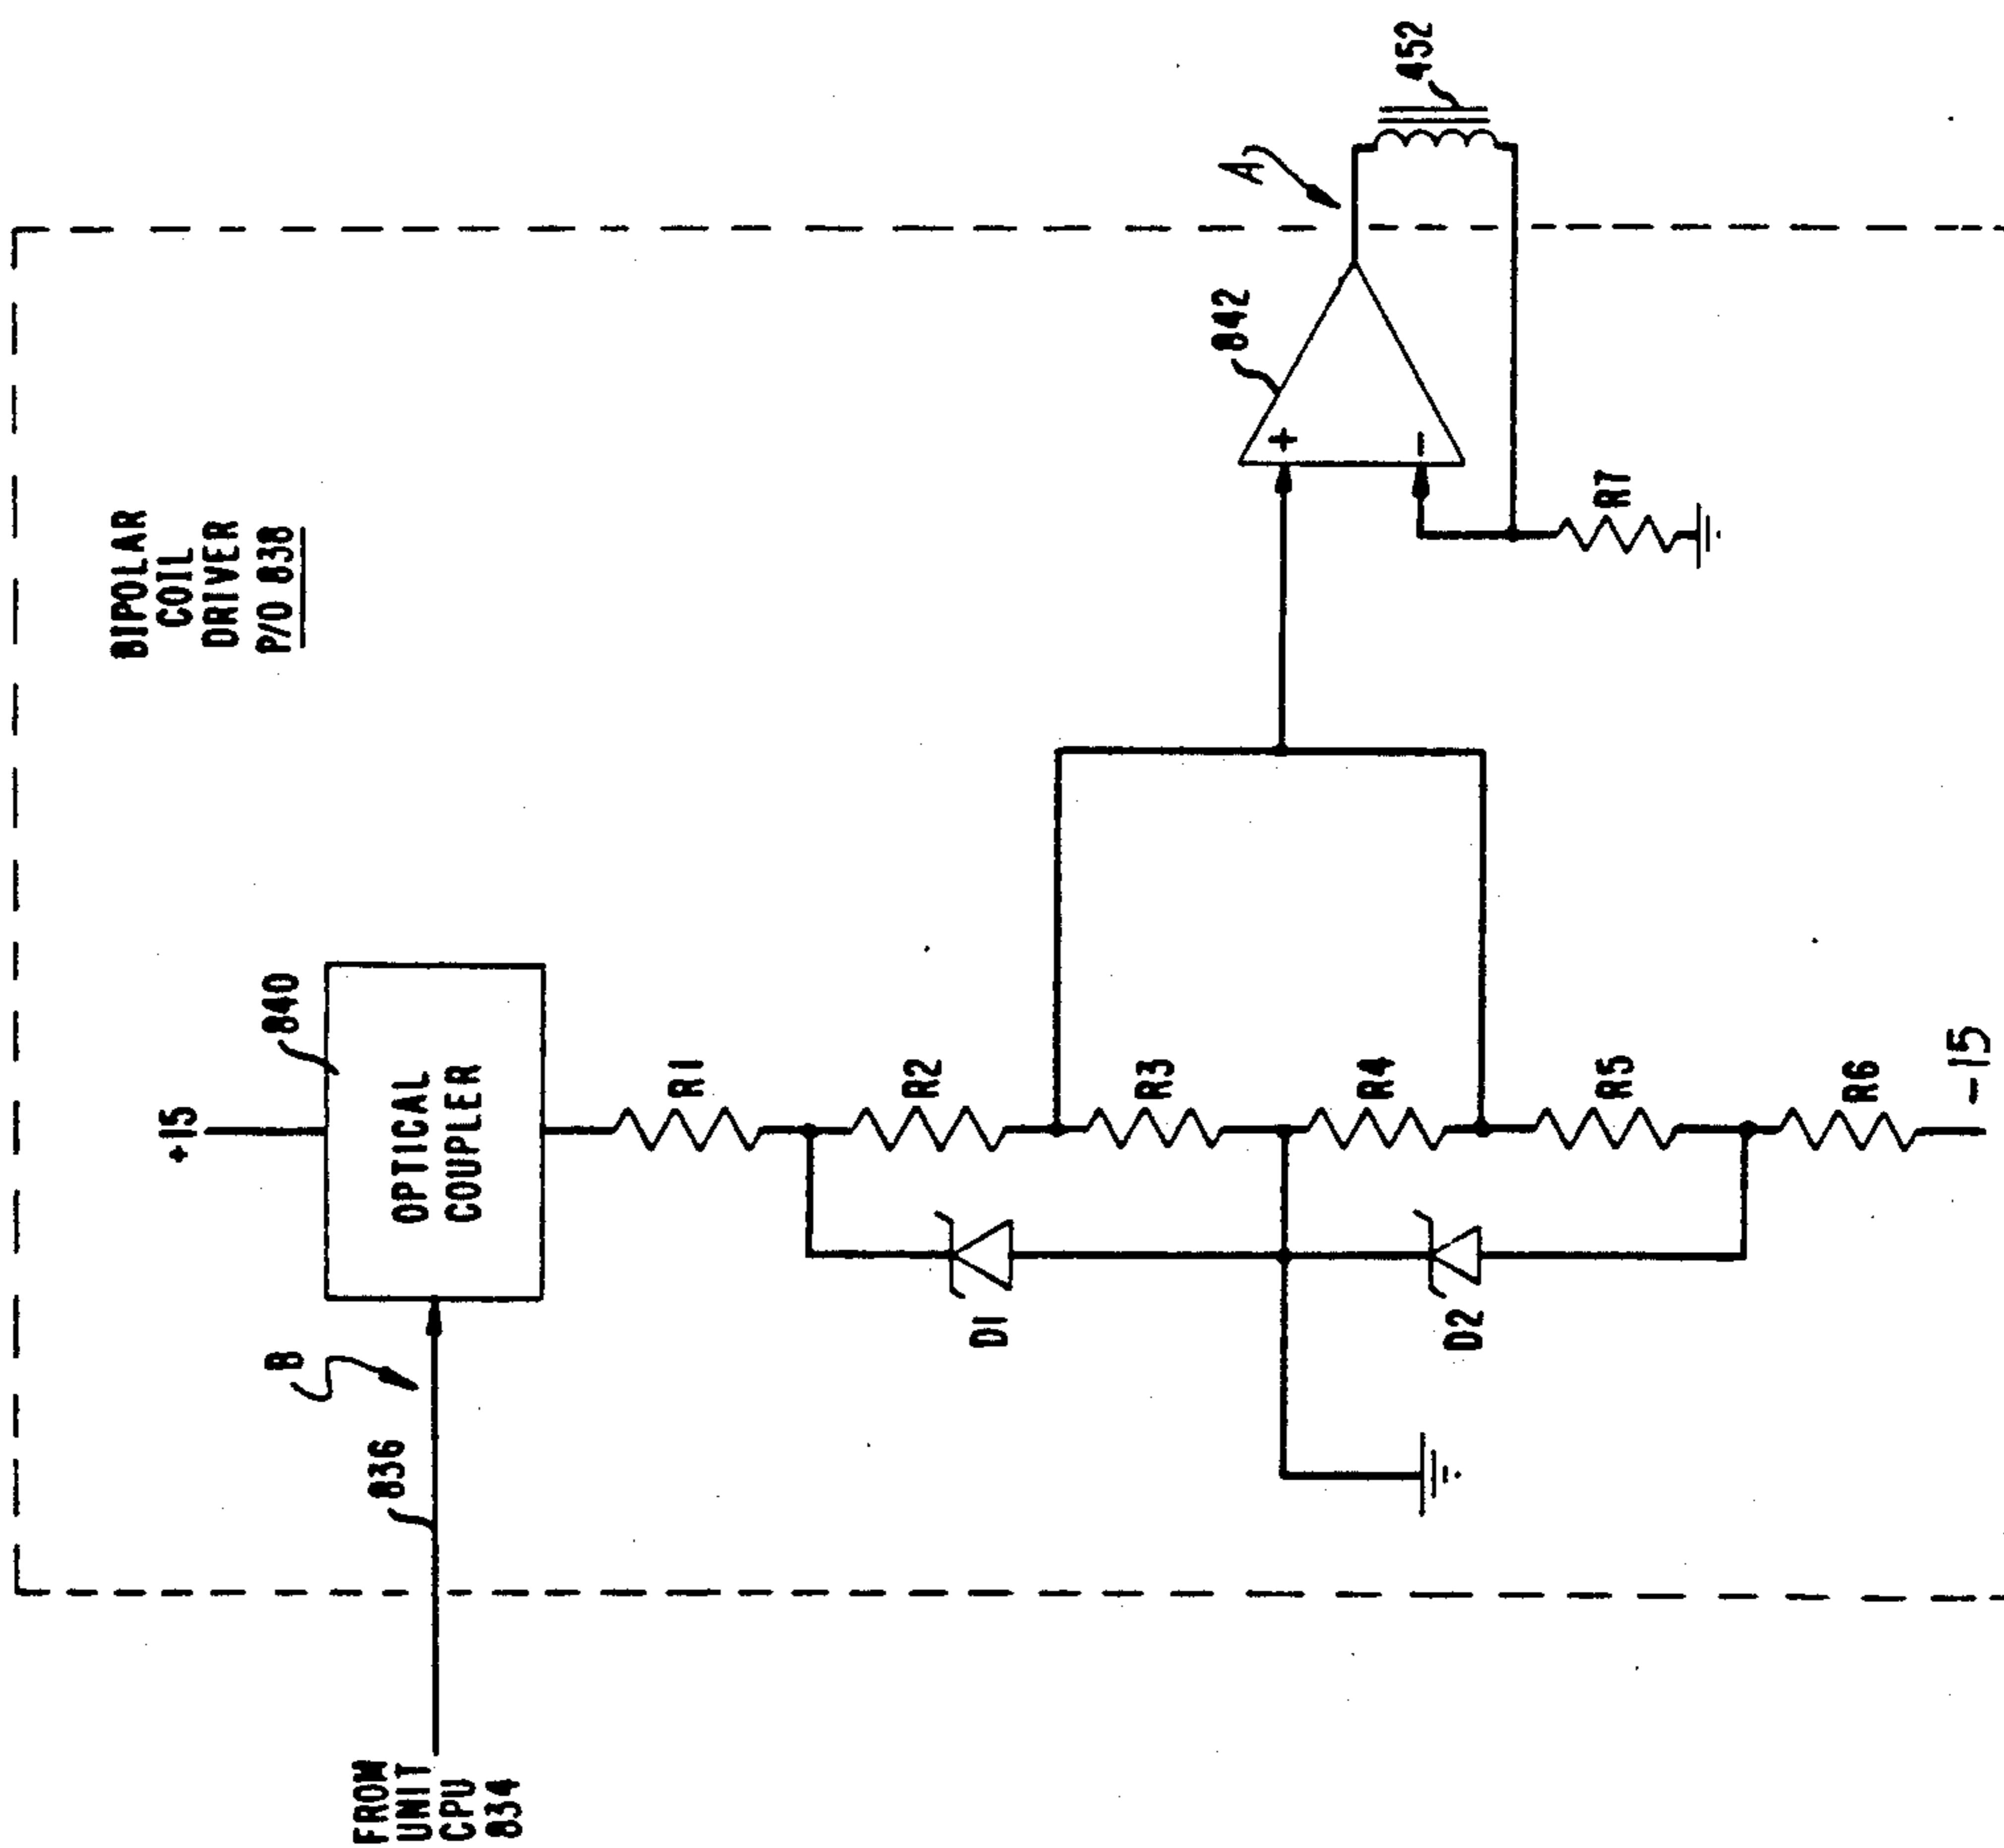 BIPOLAR
COIL
DRIVER
P/O 838
+15
840
OPTICAL
COUPLER
B
836
FROM
UNIT
CPU
834
R1
R2
R3
R4
R5
R6
-15
D1
D2
842
+
-
A
452
R7